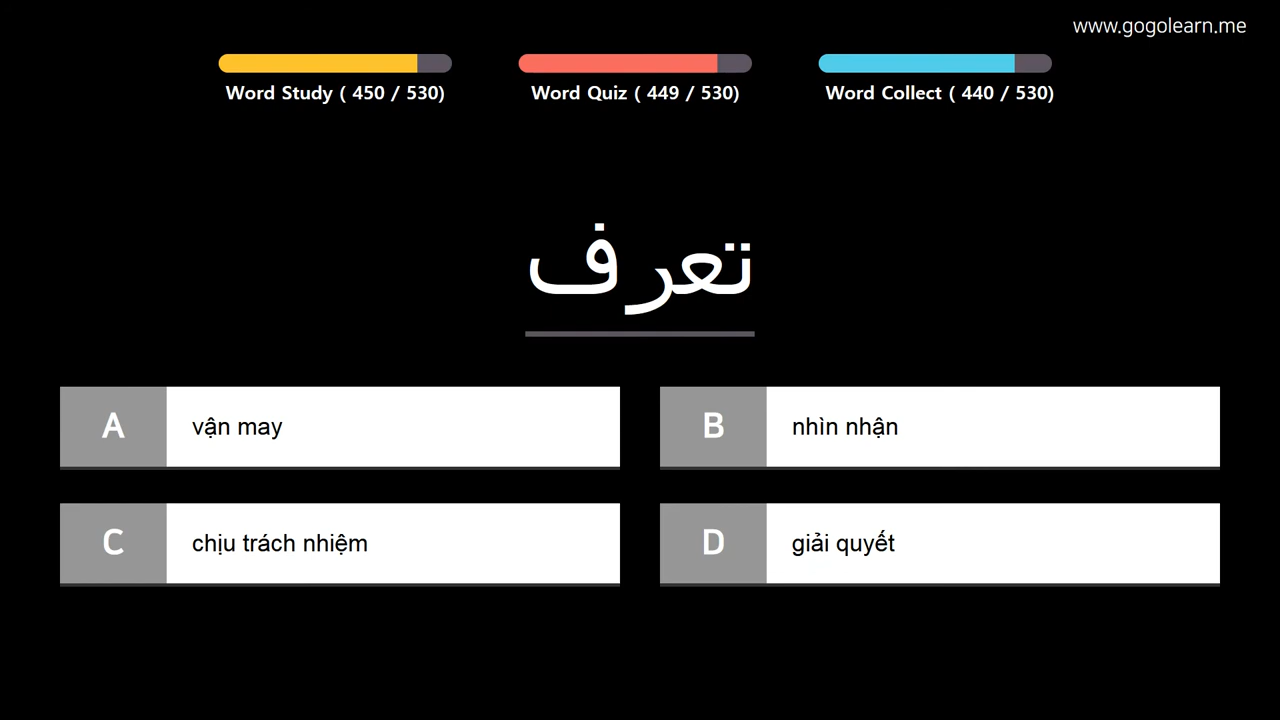 www.gogolearn.me
Word Study ( 450 / 530)
Word Quiz ( 449 / 530)
Word Collect ( 440 / 530)
تعرف
A
vận may
B
nhìn nhận
C
chịu trách nhiệm
D
giải quyết